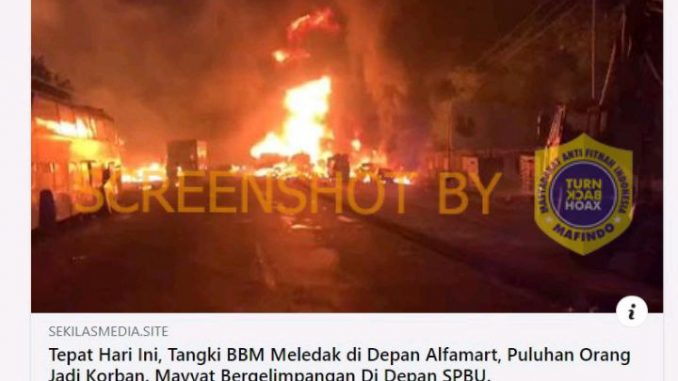 SCREENSHOT BY
MASYARAKAT ANTI FITNAH INDONESIA
TURN
BACK
HOAX
MAFINDO
SEKILASMEDIA.SITE
Tepat Hari Ini, Tangki BBM Meledak di Depan Alfamart, Puluhan Orang
Jadi Korban, Mayyat Bergelimpangan Di Depan SPBU.